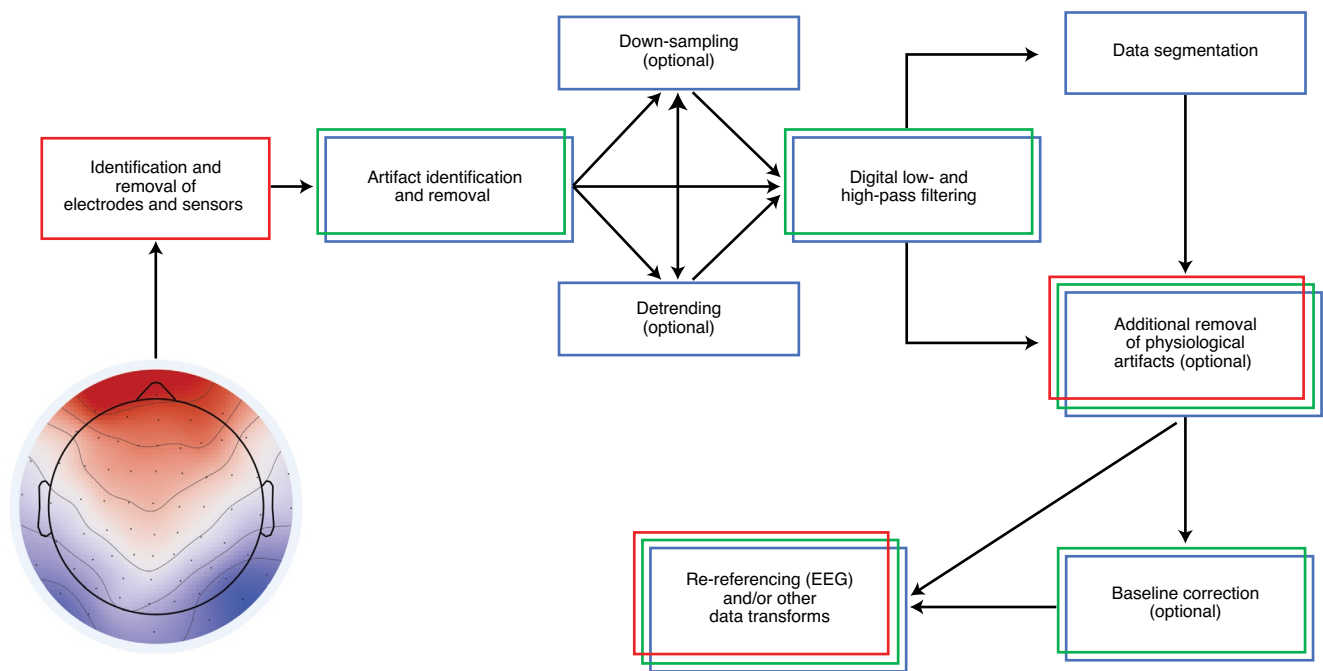 Down-sampling
(optional)
Data segmentation
Identification and
removal of
electrodes and sensors
Artifact identification
and removal
Digital low- and
high-pass filtering
Detrending
(optional)
Additional removal
of physiological
artifacts (optional)
Re-referencing (EEG)
and/or other
data transforms
Baseline correction
(optional)